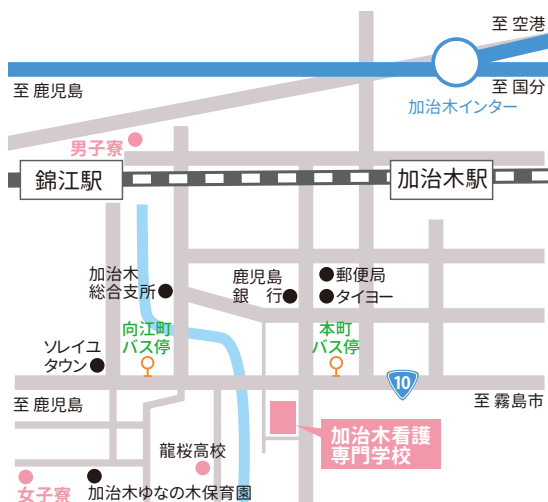 至 空港
至 鹿児島
至 国分
加治木インター
男子寮
錦江駅
加治木駅
加治木
総合支所
鹿児島
銀 行
郵便局
タイヨー
向江町
バス停
本町
バス停
ソレイユ
タウン
10
至 鹿児島
至 霧島市
加治木看護
専門学校
龍桜高校
女子寮
加治木ゆなの木保育園